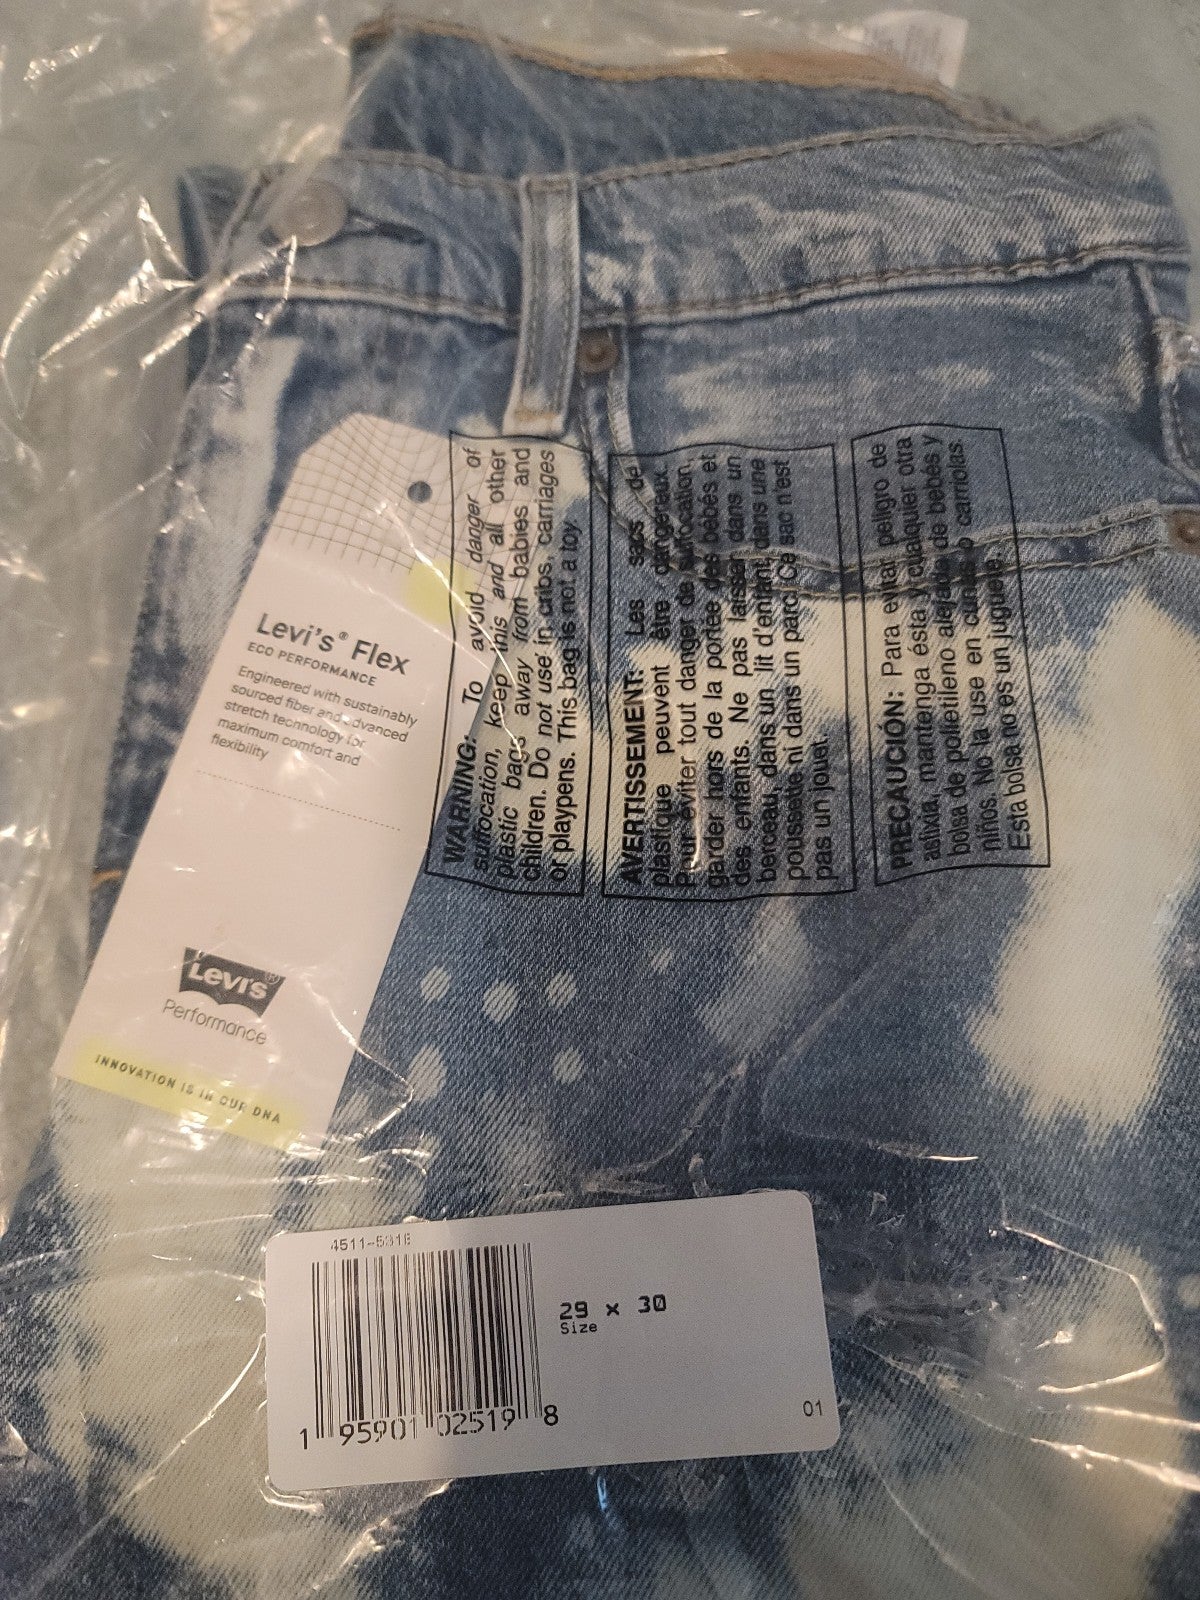 Levi's® Flex
ECO PERFORMANCE
Engineered with sustainably
sourced fiber and advanced
stretch technology for
maximum comfort and
flexibility
LEVI'S®
Performance
INNOVATION IS IN OUR DNA
WARNING: To avoid danger of
suffocation, keep this and all other
plastic bags away from babies and
children. Do not use in cribs, carriages
or playpens. This bag is not a toy.
AVERTISSEMENT: Les sacs de
plastique peuvent être dangereux.
Pour éviter tout danger de suffocation,
garder hors de la portée des bébés et
des enfants. Ne pas laisser dans un
berceau, dans un lit d'enfant, dans une
poussette ni dans un parc. Ce sac n'est
pas un jouet.
PRECAUCIÓN: Para evitar peligro de
asfixia, mantenga ésta y cualquier otra
bolsa de polietileno alejada de bebés y
niños. No la use en cunas o carriolas.
Esta bolsa no es un juguete.
29 x 30
Size
1 95901 02519 8
01